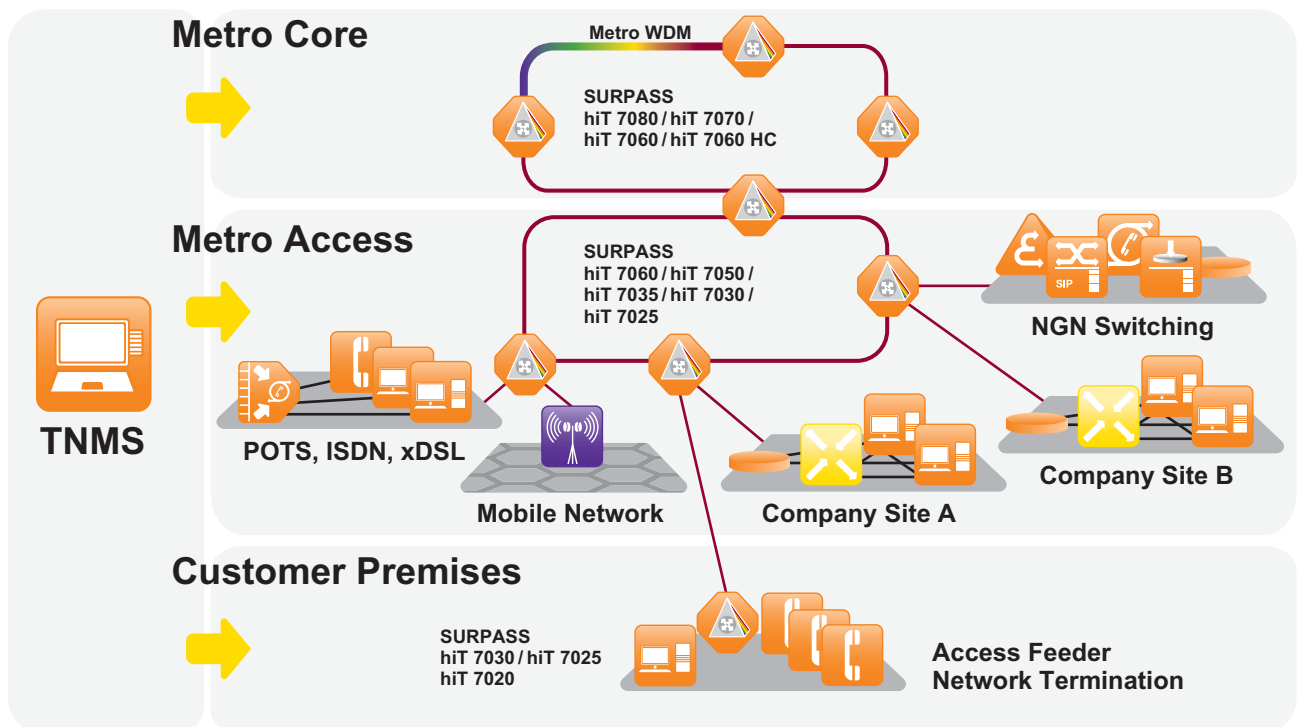 Metro Core
Metro WDM
SURPASS
hiT 7080 / hiT 7070 /
hiT 7060 / hiT 7060 HC
Metro Access
SURPASS
hiT 7060 / hiT 7050 /
hiT 7035 / hiT 7030 /
hiT 7025
SIP
NGN Switching
TNMS
POTS, ISDN, xDSL
Mobile Network
Company Site A
Company Site B
Customer Premises
SURPASS
hiT 7030 / hiT 7025
hiT 7020
Access Feeder
Network Termination